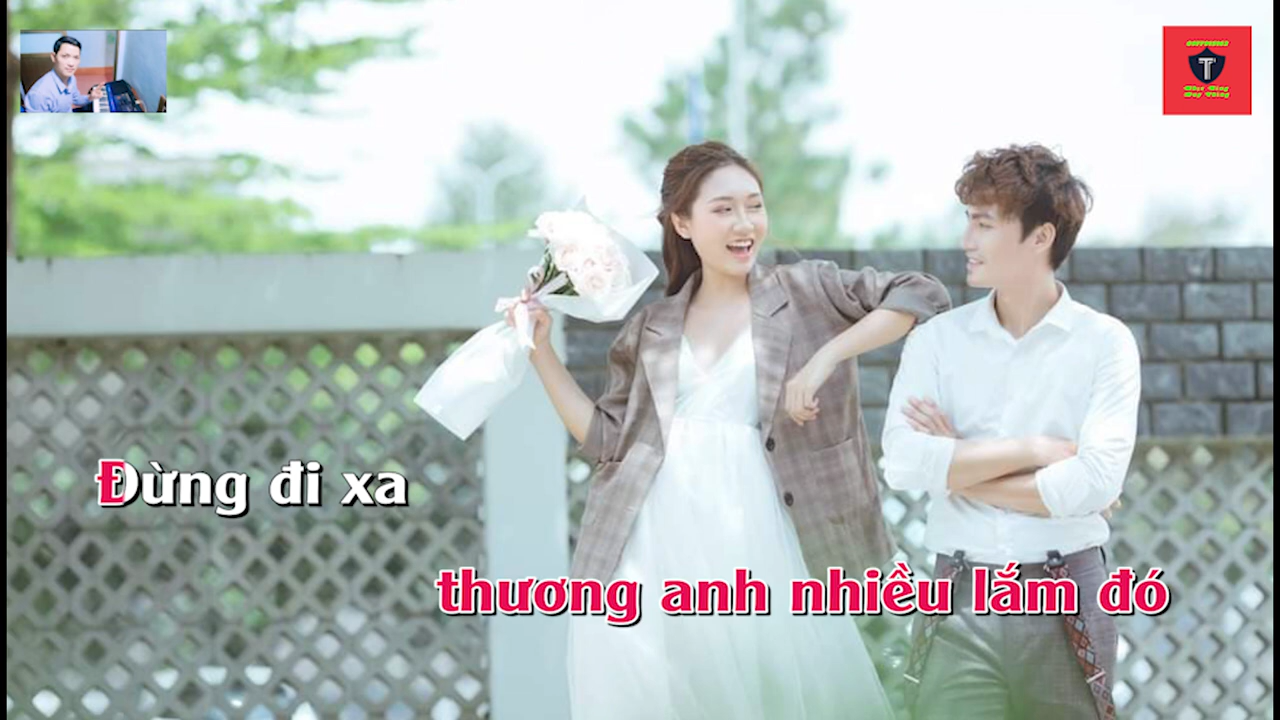 T
Đừng đi xa
thương anh nhiều lắm đó